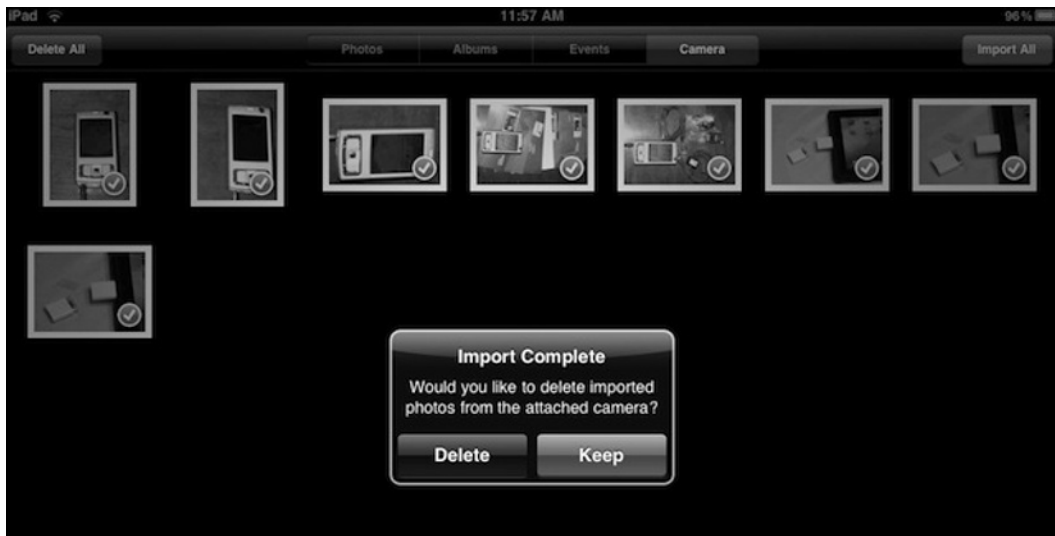 iPad 11:57 AM 96%
Delete All Photos Albums Events Camera Import All
Import Complete
Would you like to delete imported
photos from the attached camera?
Delete Keep